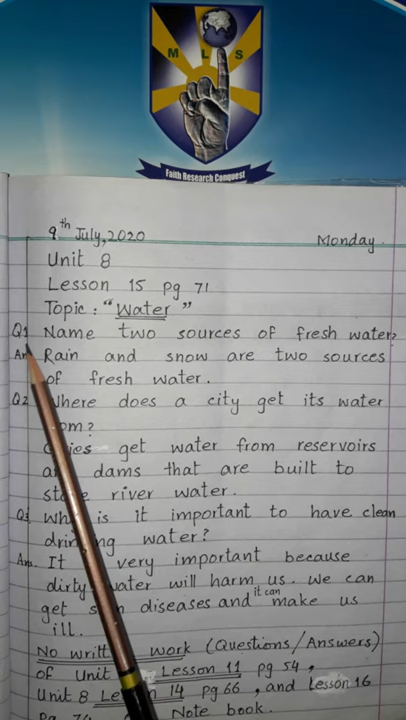 M L S
Faith Research Conquest
9th July, 2020 Monday
Unit 8
Lesson 15 pg 71
Topic: "Water"
Q1 Name two sources of fresh water?
An Rain and snow are two sources
of fresh water.
Q2 Where does a city get its water
om?
get water from reservoirs
dams that are built to
river water.
is it important to have clean
water?
Ans. It very important because
dirty water will harm us. We can
get diseases and it can make us
ill.
No work (Questions/Answers)
of Unit Lesson 11 pg 54,
Unit 8 14 pg 66, and Lesson 16
Note book.